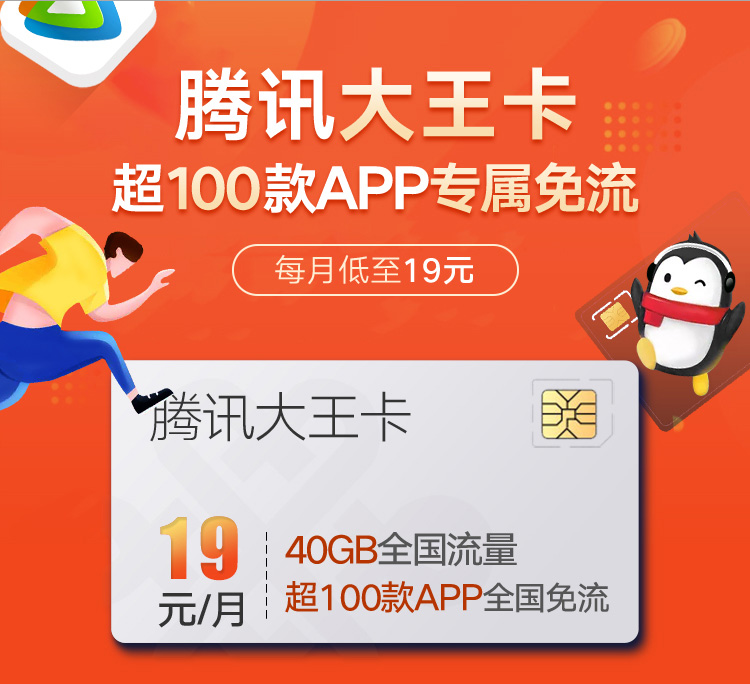 腾讯大王卡
超100款APP专属免流
每月低至19元
腾讯大王卡
19
元/月
40GB全国流量
超100款APP全国免流